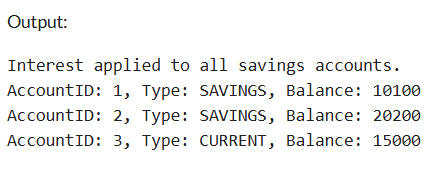 Output:
Interest applied to all savings accounts.
AccountID: 1, Type: SAVINGS, Balance: 10100
AccountID: 2, Type: SAVINGS, Balance: 20200
AccountID: 3, Type: CURRENT, Balance: 15000